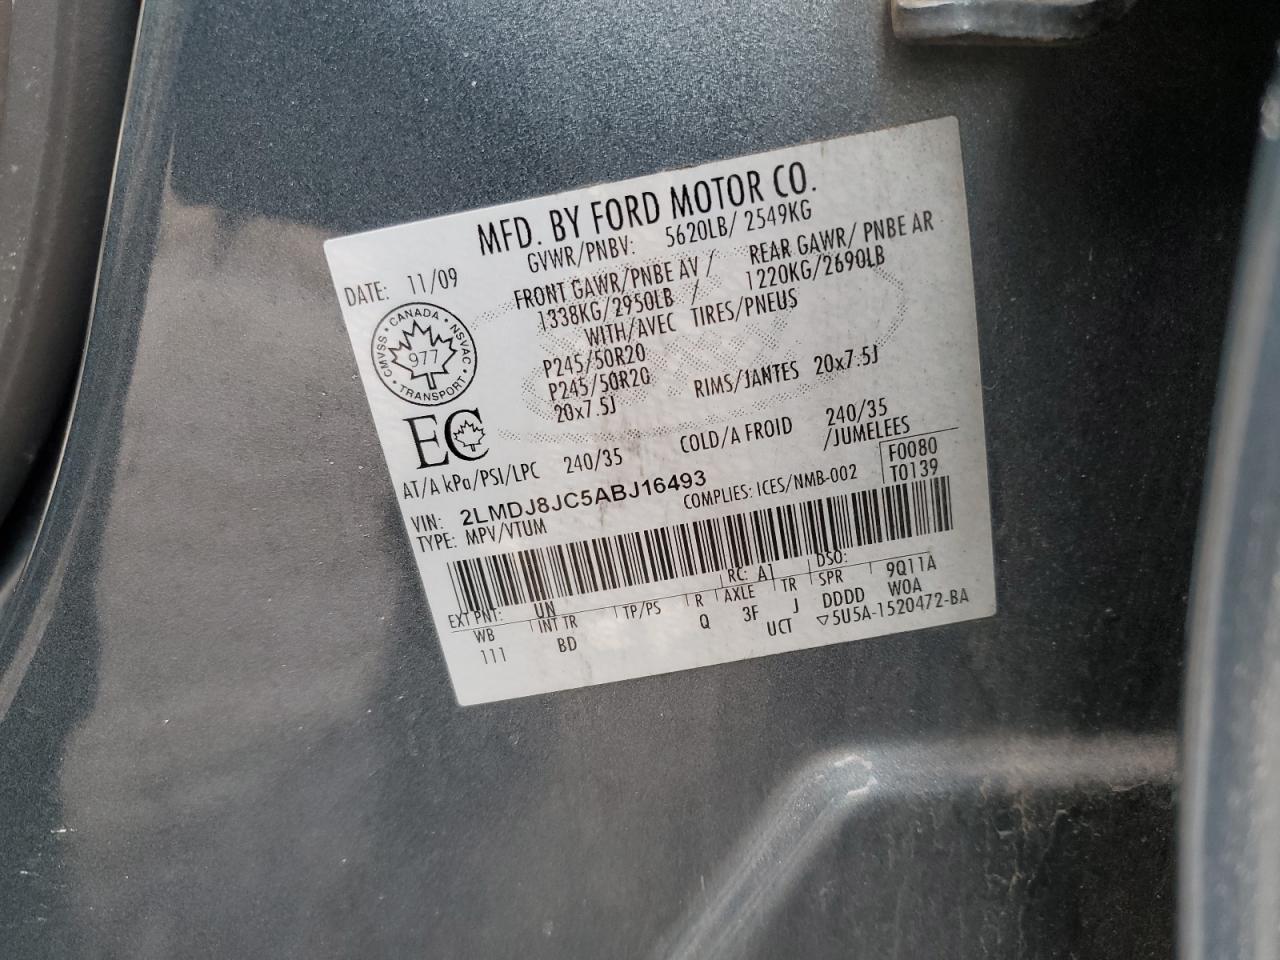 MFD. BY FORD MOTOR CO.
DATE: 11/09
GVWR/PNBV: 5620LB/ 2549KG
FRONT GAWR/PNBE AV / REAR GAWR/ PNBE AR
1338KG/2950LB / 1220KG/2690LB
WITH/AVEC TIRES/PNEUS
P245/50R20
P245/50R20 RIMS/JANTES 20x7.5J
20x7.5J
CMVSS • CANADA • NSVAC • TRANSPORT •
977
EC
AT/A kPa/PSI/LPC 240/35 COLD/A FROID 240/35
/JUMELEES
VIN: 2LMDJ8JC5ABJ16493
TYPE: MPV/VTUM COMPLIES: ICES/NMB-002
F0080
T0139
EXT PNT: UN RC: A1 DSO:
WB INT TR TP/PS R AXLE TR SPR 9Q11A
111 BD Q 3F J DDDD W0A
UCT ▽5U5A-1520472-BA